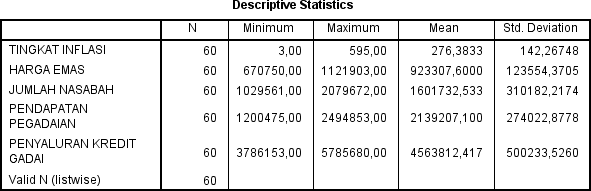 Descriptive Statistics
N Minimum Maximum Mean Std. Deviation
TINGKAT INFLASI 60 3,00 595,00 276,3833 142,26748
HARGA EMAS 60 670750,00 1121903,00 923307,6000 123554,3705
JUMLAH NASABAH 60 1029561,00 2079672,00 1601732,533 310182,2174
PENDAPATAN
PEGADAIAN 60 1200475,00 2494853,00 2139207,100 274022,8778
PENYALURAN KREDIT
GADAI 60 3786153,00 5785680,00 4563812,417 500233,5260
Valid N (listwise) 60